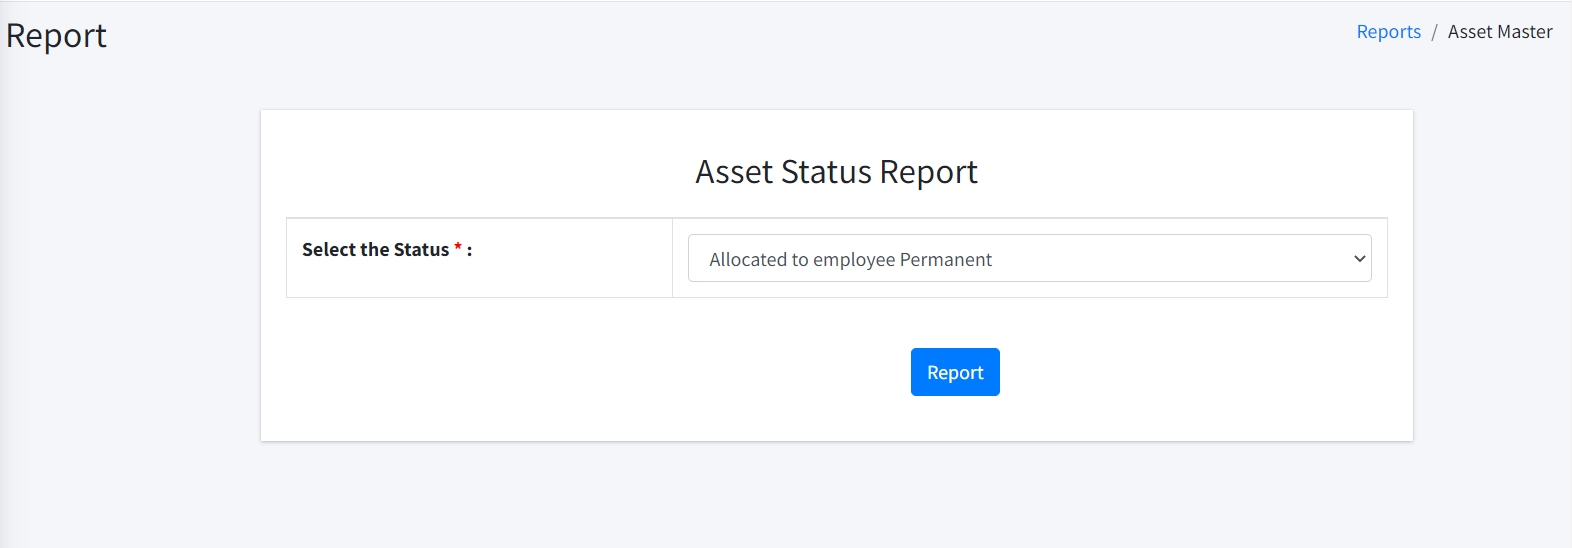 Report
Reports / Asset Master
Asset Status Report
Select the Status * :
Allocated to employee Permanent
Report